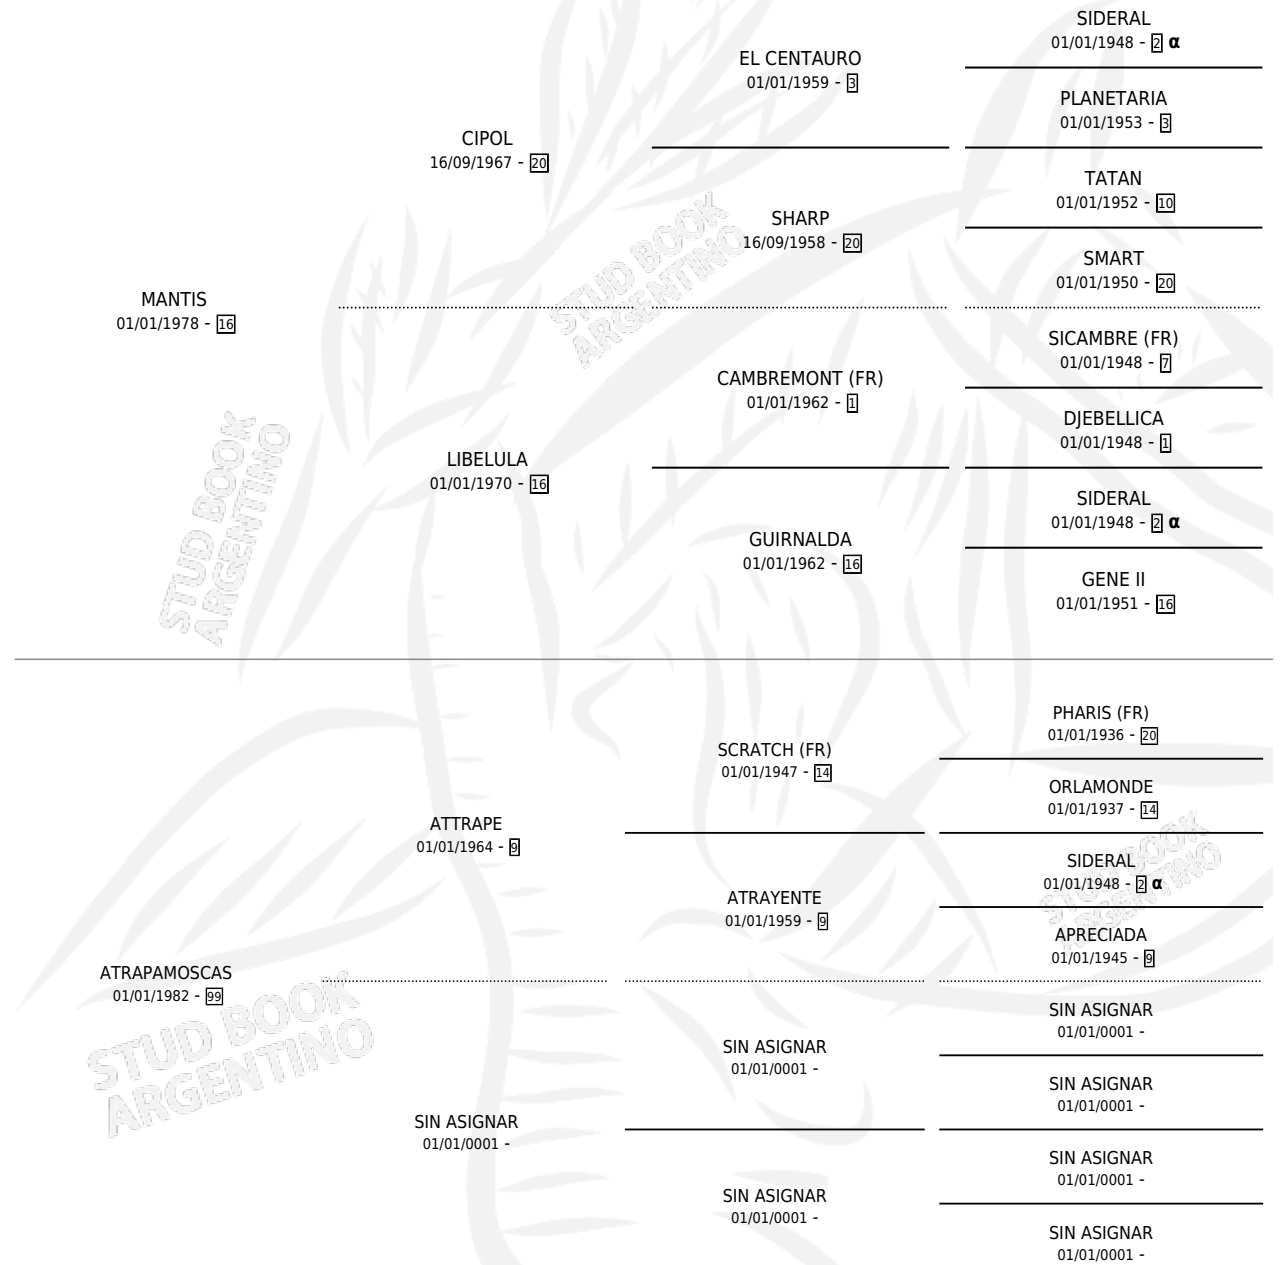 SIDERAL
01/01/1948 - 2 α
EL CENTAURO
01/01/1959 - 3
PLANETARIA
01/01/1953 - 3
CIPOL
16/09/1967 - 20
TATAN
01/01/1952 - 10
SHARP
16/09/1958 - 20
SMART
01/01/1950 - 20
MANTIS
01/01/1978 - 16
SICAMBRE (FR)
01/01/1948 - 7
CAMBREMONT (FR)
01/01/1962 - 1
DJEBELLICA
01/01/1948 - 1
LIBELULA
01/01/1970 - 16
SIDERAL
01/01/1948 - 2 α
GUIRNALDA
01/01/1962 - 16
GENE II
01/01/1951 - 16
PHARIS (FR)
01/01/1936 - 20
SCRATCH (FR)
01/01/1947 - 14
ORLAMONDE
01/01/1937 - 14
ATTRAPE
01/01/1964 - 9
SIDERAL
01/01/1948 - 2 α
ATRAYENTE
01/01/1959 - 9
APRECIADA
01/01/1945 - 9
ATRAPAMOSCAS
01/01/1982 - 99
SIN ASIGNAR
01/01/0001 -
SIN ASIGNAR
01/01/0001 -
SIN ASIGNAR
01/01/0001 -
SIN ASIGNAR
01/01/0001 -
SIN ASIGNAR
01/01/0001 -
SIN ASIGNAR
01/01/0001 -
SIN ASIGNAR
01/01/0001 -
STUD BOOK
ARGENTINO
STUD BOOK
ARGENTINO
STUD BOOK
ARGENTINO
STUD BOOK
ARGENTINO